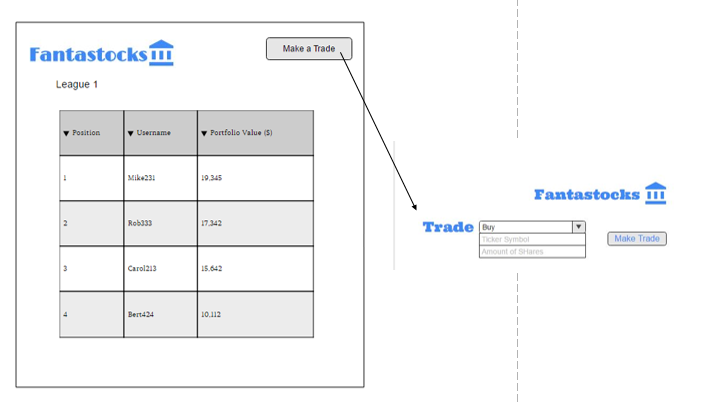 Fantastocks
Make a Trade
League 1
▼ Position ▼ Username ▼ Portfolio Value ($)
1 Mike231 19,345
2 Rob333 17,342
3 Carol213 15,642
4 Bert424 10,112
Fantastocks
Trade Buy ▼
Ticker Symbol
Make Trade
Amount of SHares